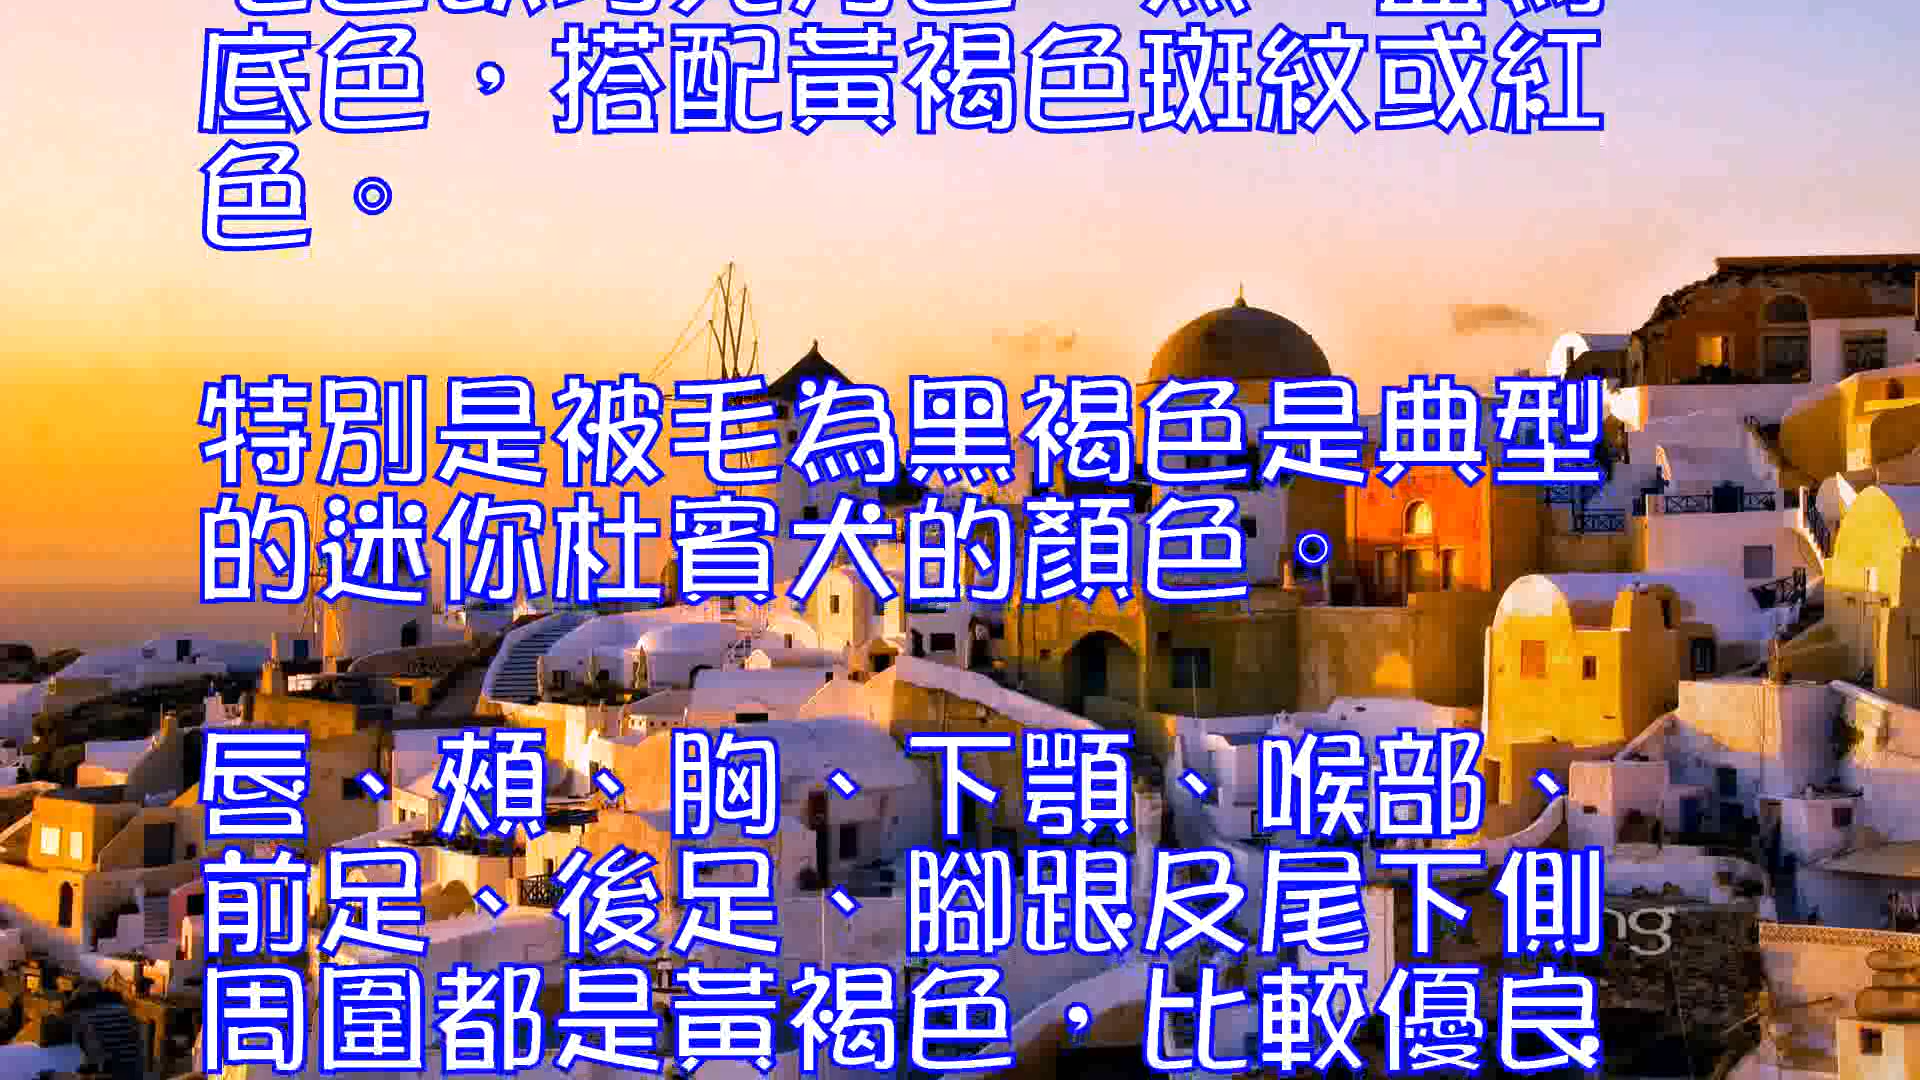 底色，搭配黃褐色斑紋或紅
色。
特別是被毛為黑褐色是典型
的迷你杜賓犬的顏色。
唇、頰、胸、下顎、喉部、
前足、後足、腳跟及尾下側
周圍都是黃褐色，比較優良